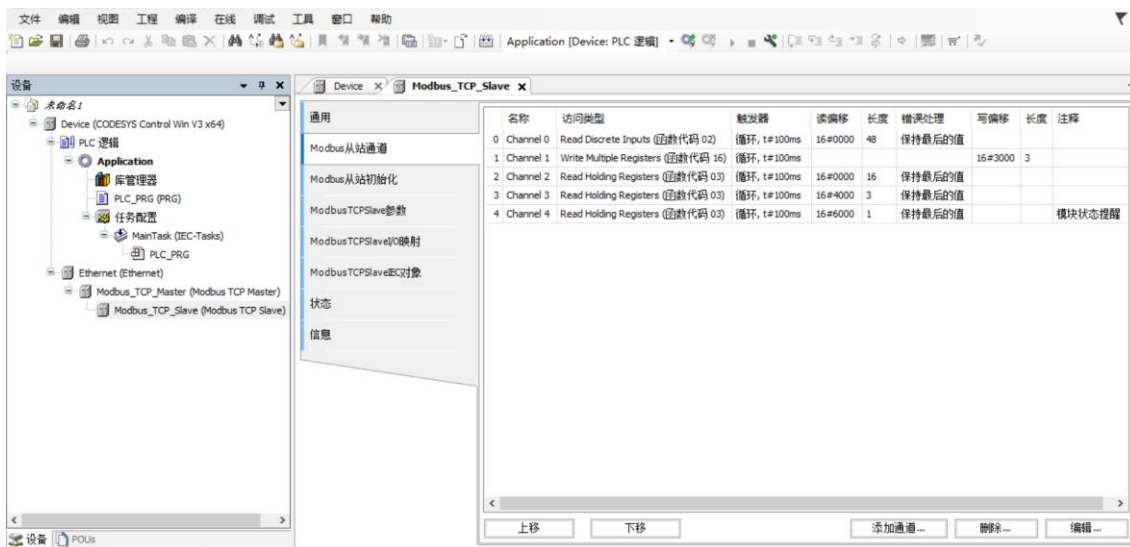 文件 编辑 视图 工程 编译 在线 调试 工具 窗口 帮助
Application [Device: PLC 逻辑]
设备
未命名1
Device (CODESYS Control Win V3 x64)
PLC 逻辑
Application
库管理器
PLC_PRG (PRG)
任务配置
MainTask (IEC-Tasks)
PLC_PRG
Ethernet (Ethernet)
Modbus_TCP_Master (Modbus TCP Master)
Modbus_TCP_Slave (Modbus TCP Slave)
设备 POUs
Device Modbus_TCP_Slave
通用
Modbus从站通道
Modbus从站初始化
ModbusTCPSlave参数
ModbusTCPSlaveI/O映射
ModbusTCPSlaveIEC对象
状态
信息
名称 访问类型 触发器 读偏移 长度 错误处理 写偏移 长度 注释
0 Channel 0 Read Discrete Inputs (函数代码 02) 循环, t#100ms 16#0000 48 保持最后的值
1 Channel 1 Write Multiple Registers (函数代码 16) 循环, t#100ms 16#3000 3
2 Channel 2 Read Holding Registers (函数代码 03) 循环, t#100ms 16#0000 16 保持最后的值
3 Channel 3 Read Holding Registers (函数代码 03) 循环, t#100ms 16#4000 3 保持最后的值
4 Channel 4 Read Holding Registers (函数代码 03) 循环, t#100ms 16#6000 1 保持最后的值 模块状态提醒
上移 下移 添加通道... 删除... 编辑...